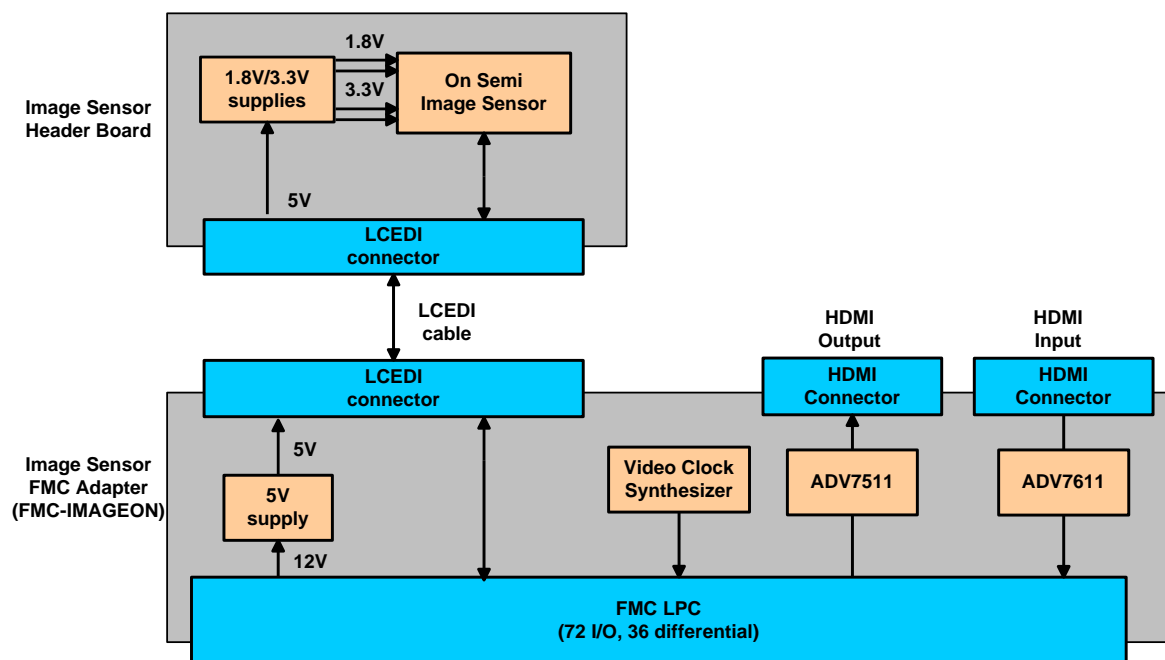 1.8V
1.8V/3.3V
supplies
3.3V
On Semi
Image Sensor
Image Sensor
Header Board
5V
LCEDI
connector
LCEDI
cable
HDMI
Output
HDMI
Input
LCEDI
connector
HDMI
Connector
HDMI
Connector
Image Sensor
FMC Adapter
(FMC-IMAGEON)
5V
5V
supply
12V
Video Clock
Synthesizer
ADV7511
ADV7611
FMC LPC
(72 I/O, 36 differential)